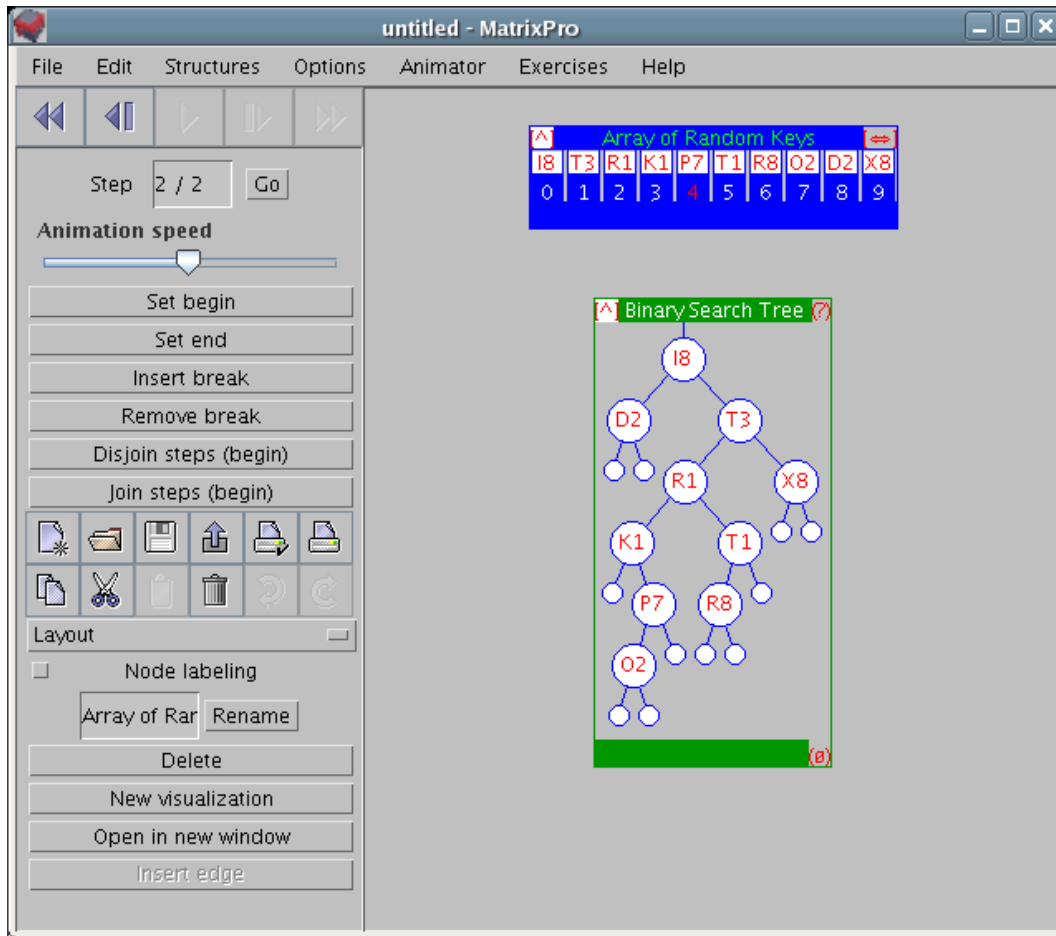 untitled - MatrixPro
File Edit Structures Options Animator Exercises Help
Step 2 / 2 Go
Animation speed
Set begin
Set end
Insert break
Remove break
Disjoin steps (begin)
Join steps (begin)
Layout
Node labeling
Array of Rar Rename
Delete
New visualization
Open in new window
Insert edge
[^] Array of Random Keys [⇔]
I8 T3 R1 K1 P7 T1 R8 O2 D2 X8
0 1 2 3 4 5 6 7 8 9
[^] Binary Search Tree (?)
I8
D2 T3
R1 X8
K1 T1
P7 R8
O2
(ø)